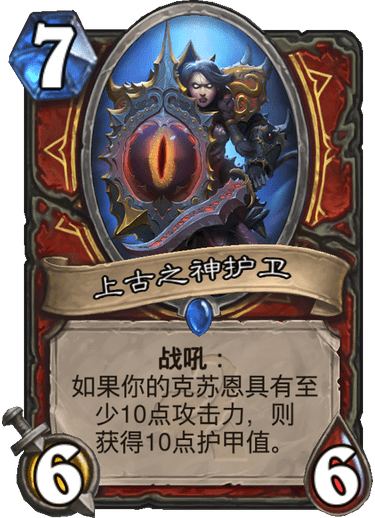 7
上古之神护卫
战吼：
如果你的克苏恩具有至
少10点攻击力，则
获得10点护甲值。
6
6